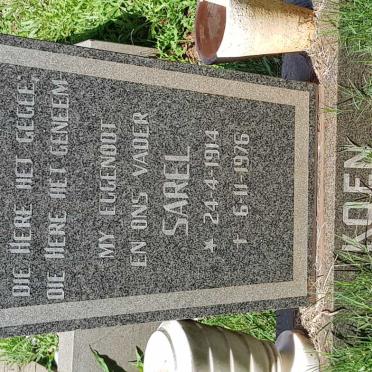 DIE HERE HET GEGEE,
DIE HERE HET GENEEM
MY EGGENOOT
EN ONS VADER
SAREL
★ 24-4-1914
✝ 6-11-1976
KOEN